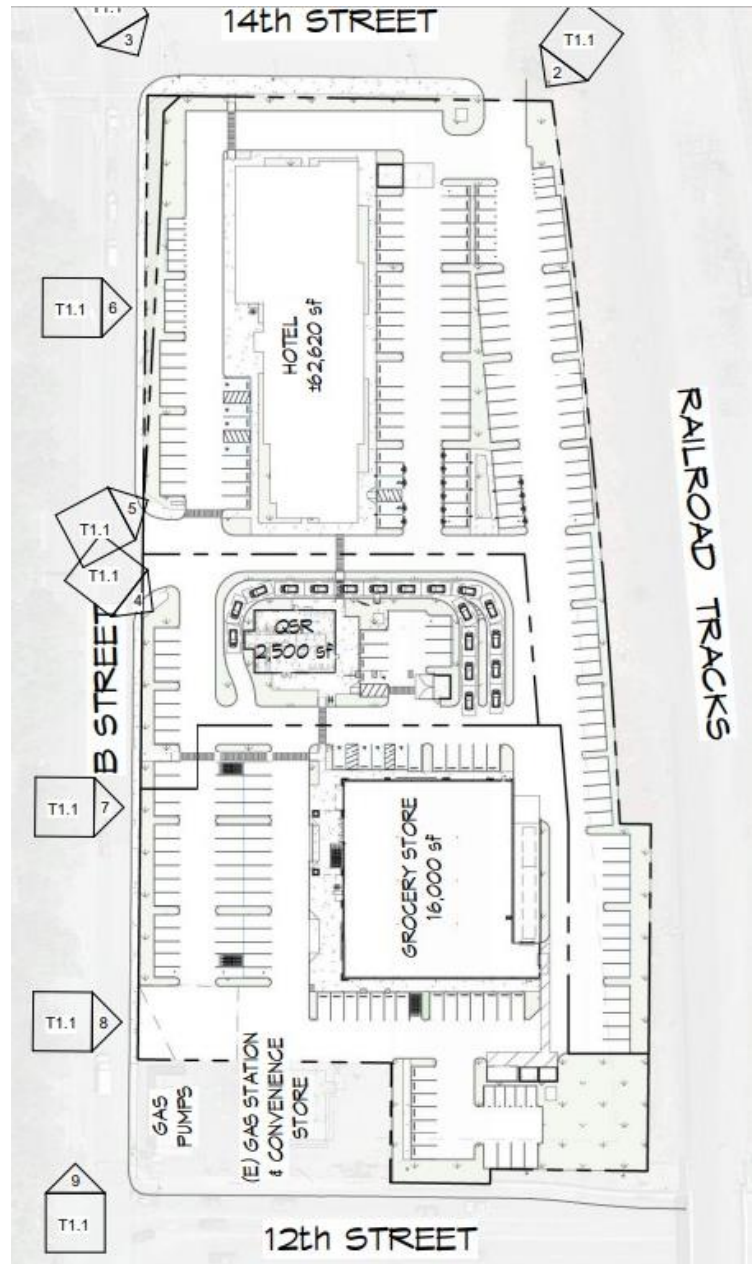 T1.1
3
14th STREET
T1.1
2
T1.1
6
HOTEL
±62,620 sf
RAILROAD TRACKS
T1.1
5
T1.1
4
B STREET
QSR
2,500 sf
T1.1
7
GROCERY STORE
16,000 sf
T1.1
8
GAS
PUMPS
(E) GAS STATION
& CONVENIENCE
STORE
9
T1.1
12th STREET